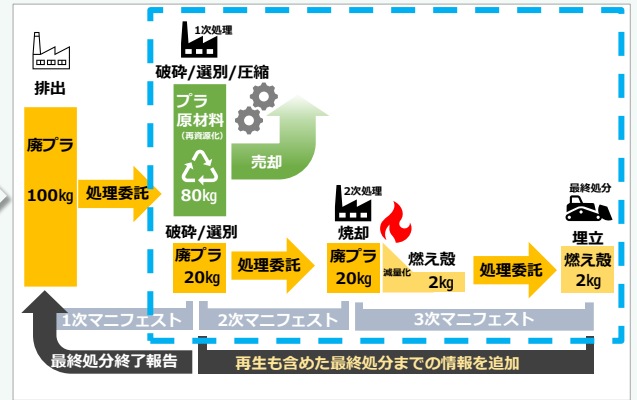 排出
廃プラ
100kg
処理委託
1次処理
破砕/選別/圧縮
プラ
原材料
(再資源化)
80kg
売却
破砕/選別
廃プラ
20kg
処理委託
2次処理
焼却
廃プラ
20kg
減量化
燃え殻
2kg
処理委託
最終処分
埋立
燃え殻
2kg
1次マニフェスト
2次マニフェスト
3次マニフェスト
最終処分終了報告
再生も含めた最終処分までの情報を追加